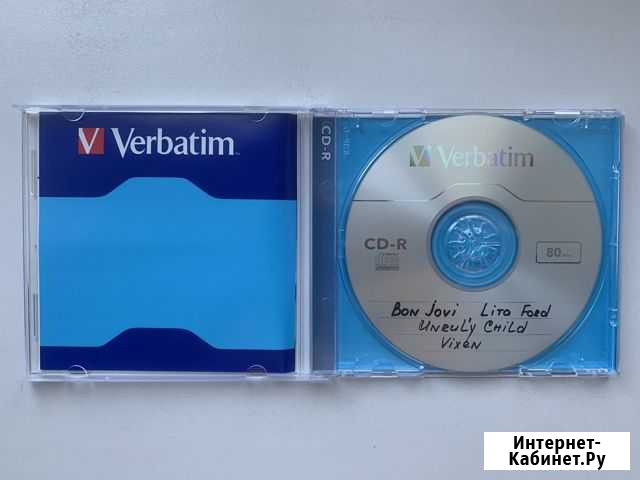 Verbatim
CD-R
Verbatim
CD-R
80
Bon Jovi Lita Ford
Unruly Child
Vixen
Интернет-
Кабинет.Ру